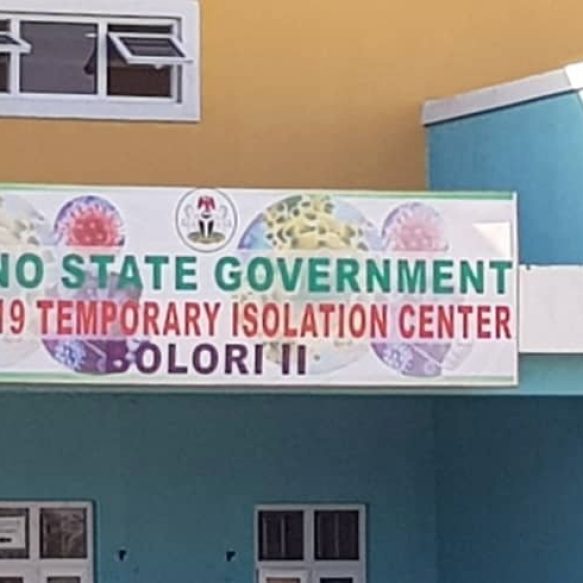 NO STATE GOVERNMENT
19 TEMPORARY ISOLATION CENTER
BOLORI II